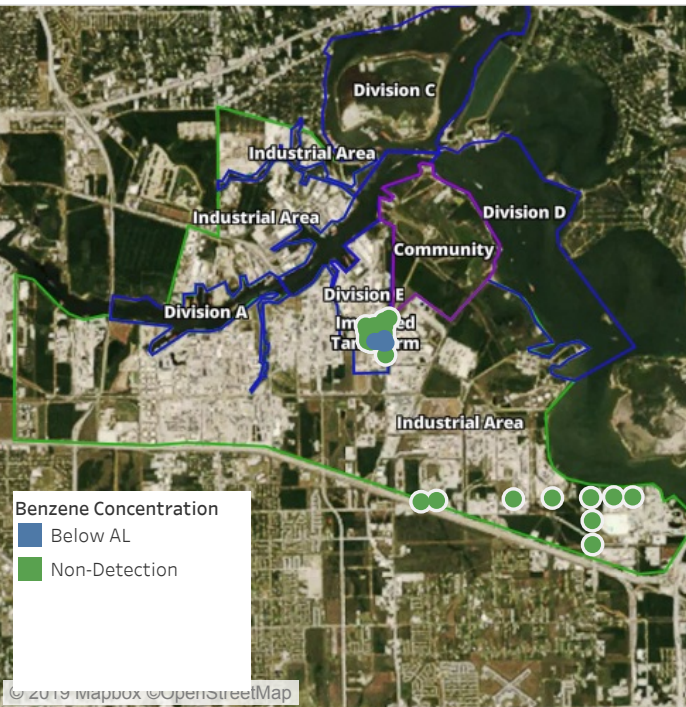 Division C
Industrial Area
Division D
Industrial Area
Community
Division E
Division A
Industrial Area
Benzene Concentration
Below AL
Non-Detection
© 2019 Mapbox ©OpenStreetMap